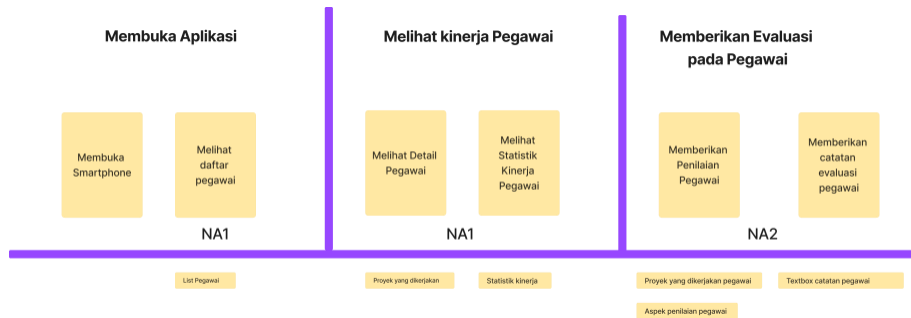 Membuka Aplikasi
Melihat kinerja Pegawai
Memberikan Evaluasi
pada Pegawai
Membuka
Smartphone
Melihat
daftar
pegawai
Melihat Detail
Pegawai
Melihat
Statistik
Kinerja
Pegawai
Memberikan
Penilaian
Pegawai
Memberikan
catatan
evaluasi
pegawai
NA1
NA1
NA2
List Pegawai
Proyek yang dikerjakan
Statistik kinerja
Proyek yang dikerjakan pegawai
Textbox catatan pegawai
Aspek penilaian pegawai